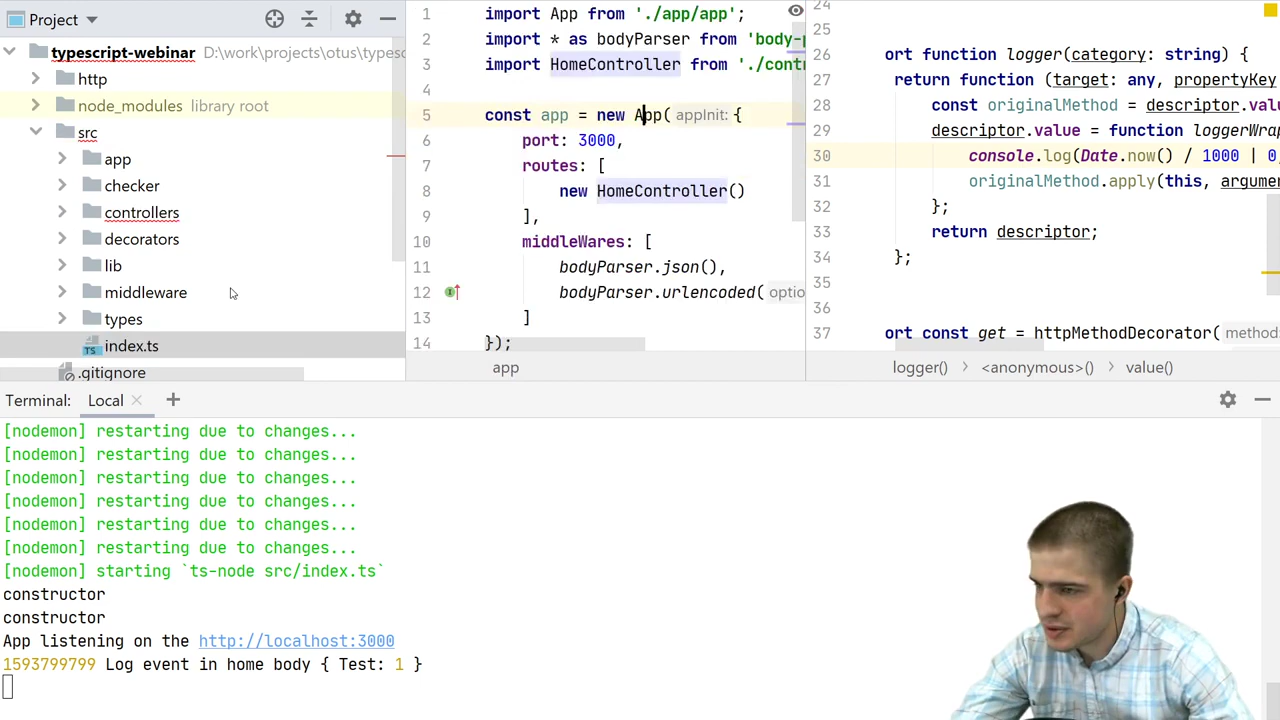 Project
typescript-webinar D:\work\projects\otus\typesc
http
node_modules library root
src
app
checker
controllers
decorators
lib
middleware
types
index.ts
.gitignore
1 import App from './app/app';
2 import * as bodyParser from 'body-p
3 import HomeController from './contr
4
5 const app = new App( appInit: {
6 port: 3000,
7 routes: [
8 new HomeController()
9 ],
10 middleWares: [
11 bodyParser.json(),
12 bodyParser.urlencoded( optio
13 ]
14 });
app
24
25
26 ort function logger(category: string) {
27 return function (target: any, propertyKey
28 const originalMethod = descriptor.valu
29 descriptor.value = function loggerWrap
30 console.log(Date.now() / 1000 | 0
31 originalMethod.apply(this, argumen
32 };
33 return descriptor;
34 };
35
36
37 ort const get = httpMethodDecorator( method:
logger() > <anonymous>() > value()
Terminal: Local × +
[nodemon] restarting due to changes...
[nodemon] restarting due to changes...
[nodemon] restarting due to changes...
[nodemon] restarting due to changes...
[nodemon] restarting due to changes...
[nodemon] restarting due to changes...
[nodemon] starting `ts-node src/index.ts`
constructor
constructor
App listening on the http://localhost:3000
1593799799 Log event in home body { Test: 1 }